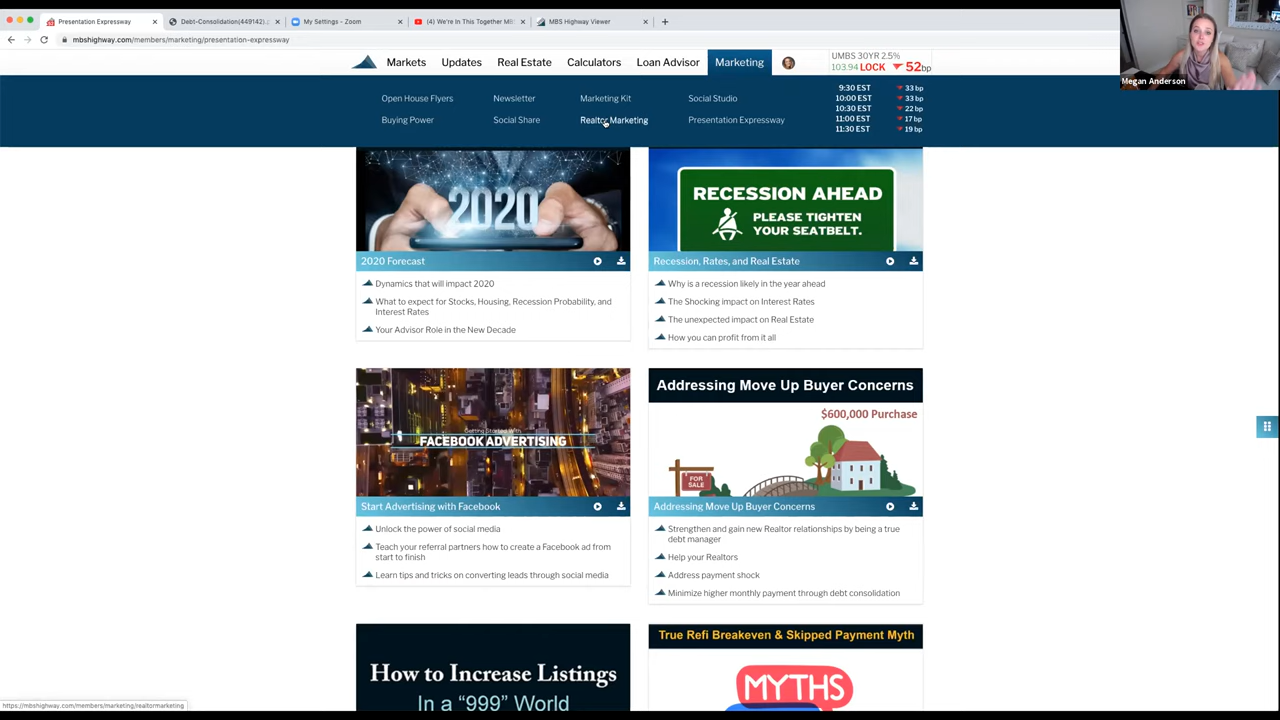 Presentation Expressway
Debt-Consolidation(449142).p
My Settings - Zoom
(4) We're In This Together MBS
MBS Highway Viewer
mbshighway.com/members/marketing/presentation-expressway
Megan Anderson
Markets
Updates
Real Estate
Calculators
Loan Advisor
Marketing
UMBS 30YR 2.5%
103.94 LOCK 52bp
Open House Flyers
Newsletter
Marketing Kit
Social Studio
Buying Power
Social Share
Realtor Marketing
Presentation Expressway
9:30 EST 33 bp
10:00 EST 33 bp
10:30 EST 22 bp
11:00 EST 17 bp
11:30 EST 19 bp
2020
2020 Forecast
Dynamics that will impact 2020
What to expect for Stocks, Housing, Recession Probability, and
Interest Rates
Your Advisor Role in the New Decade
RECESSION AHEAD
PLEASE TIGHTEN
YOUR SEATBELT.
Recession, Rates, and Real Estate
Why is a recession likely in the year ahead
The Shocking impact on Interest Rates
The unexpected impact on Real Estate
How you can profit from it all
Getting Started With
FACEBOOK ADVERTISING
Start Advertising with Facebook
Unlock the power of social media
Teach your referral partners how to create a Facebook ad from
start to finish
Learn tips and tricks on converting leads through social media
Addressing Move Up Buyer Concerns
$600,000 Purchase
FOR
SALE
Addressing Move Up Buyer Concerns
Strengthen and gain new Realtor relationships by being a true
debt manager
Help your Realtors
Address payment shock
Minimize higher monthly payment through debt consolidation
How to Increase Listings
In a "999" World
True Refi Breakeven & Skipped Payment Myth
MYTHS
https://mbshighway.com/members/marketing/realtormarketing